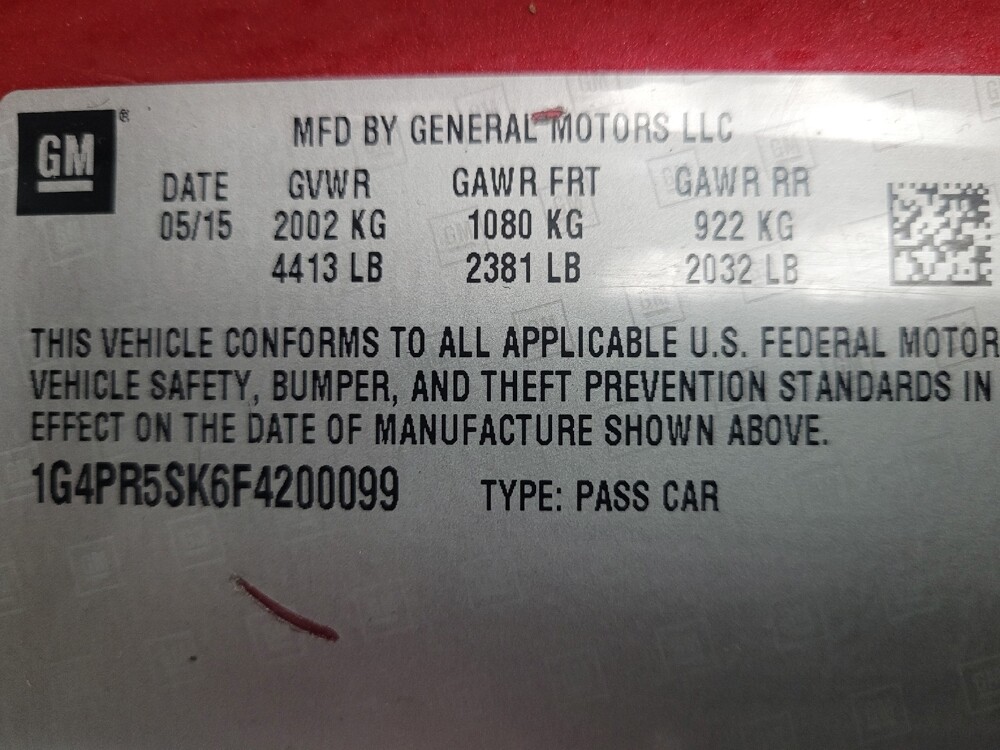 GM ®
MFD BY GENERAL MOTORS LLC
DATE GVWR GAWR FRT GAWR RR
05/15 2002 KG 1080 KG 922 KG
4413 LB 2381 LB 2032 LB
THIS VEHICLE CONFORMS TO ALL APPLICABLE U.S. FEDERAL MOTOR
VEHICLE SAFETY, BUMPER, AND THEFT PREVENTION STANDARDS IN
EFFECT ON THE DATE OF MANUFACTURE SHOWN ABOVE.
1G4PR5SK6F4200099 TYPE: PASS CAR